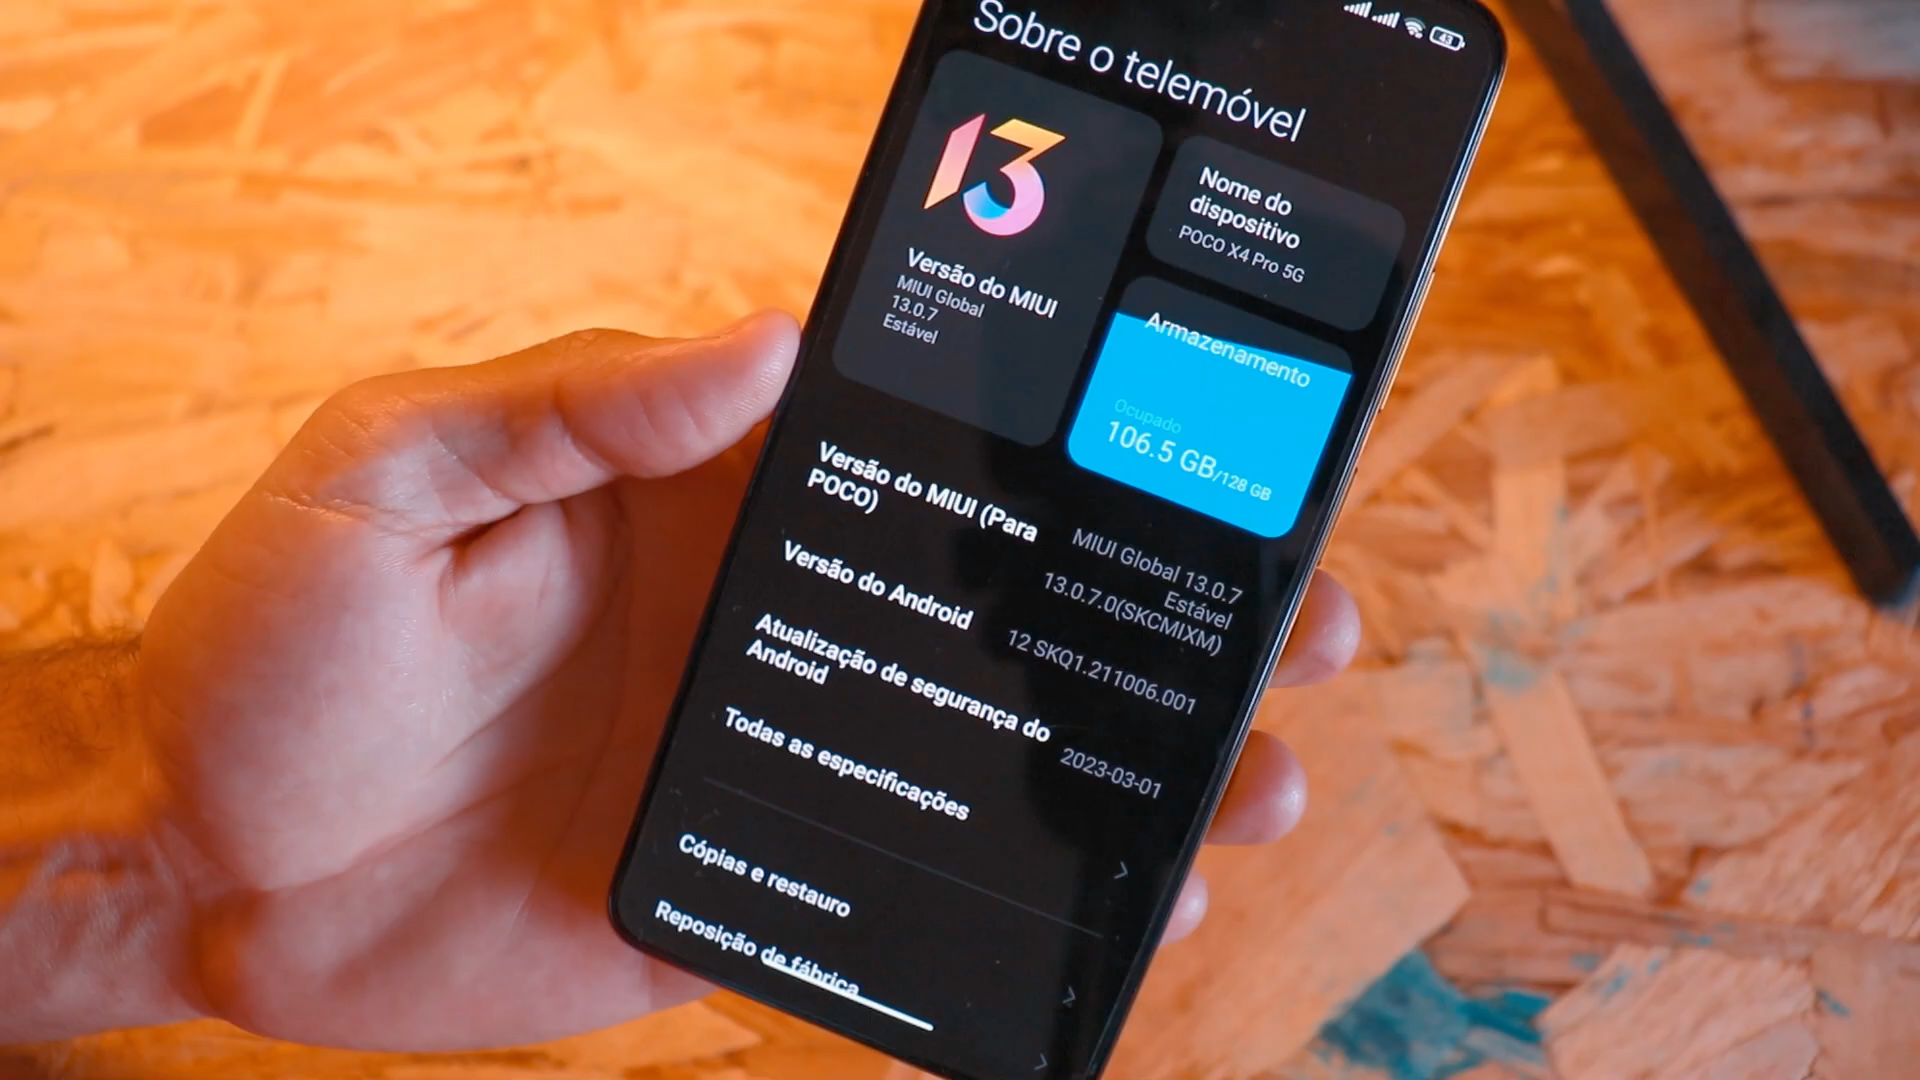 43
Sobre o telemóvel
13
Versão do MIUI
MIUI Global
13.0.7
Estável
Nome do
dispositivo
POCO X4 Pro 5G
Armazenamento
Ocupado
106.5 GB/128 GB
Versão do MIUI (Para
POCO)
MIUI Global 13.0.7
Estável
13.0.7.0(SKCMIXM)
Versão do Android
12 SKQ1.211006.001
Atualização de segurança do
Android
2023-03-01
Todas as especificações
Cópias e restauro
Reposição de fábrica